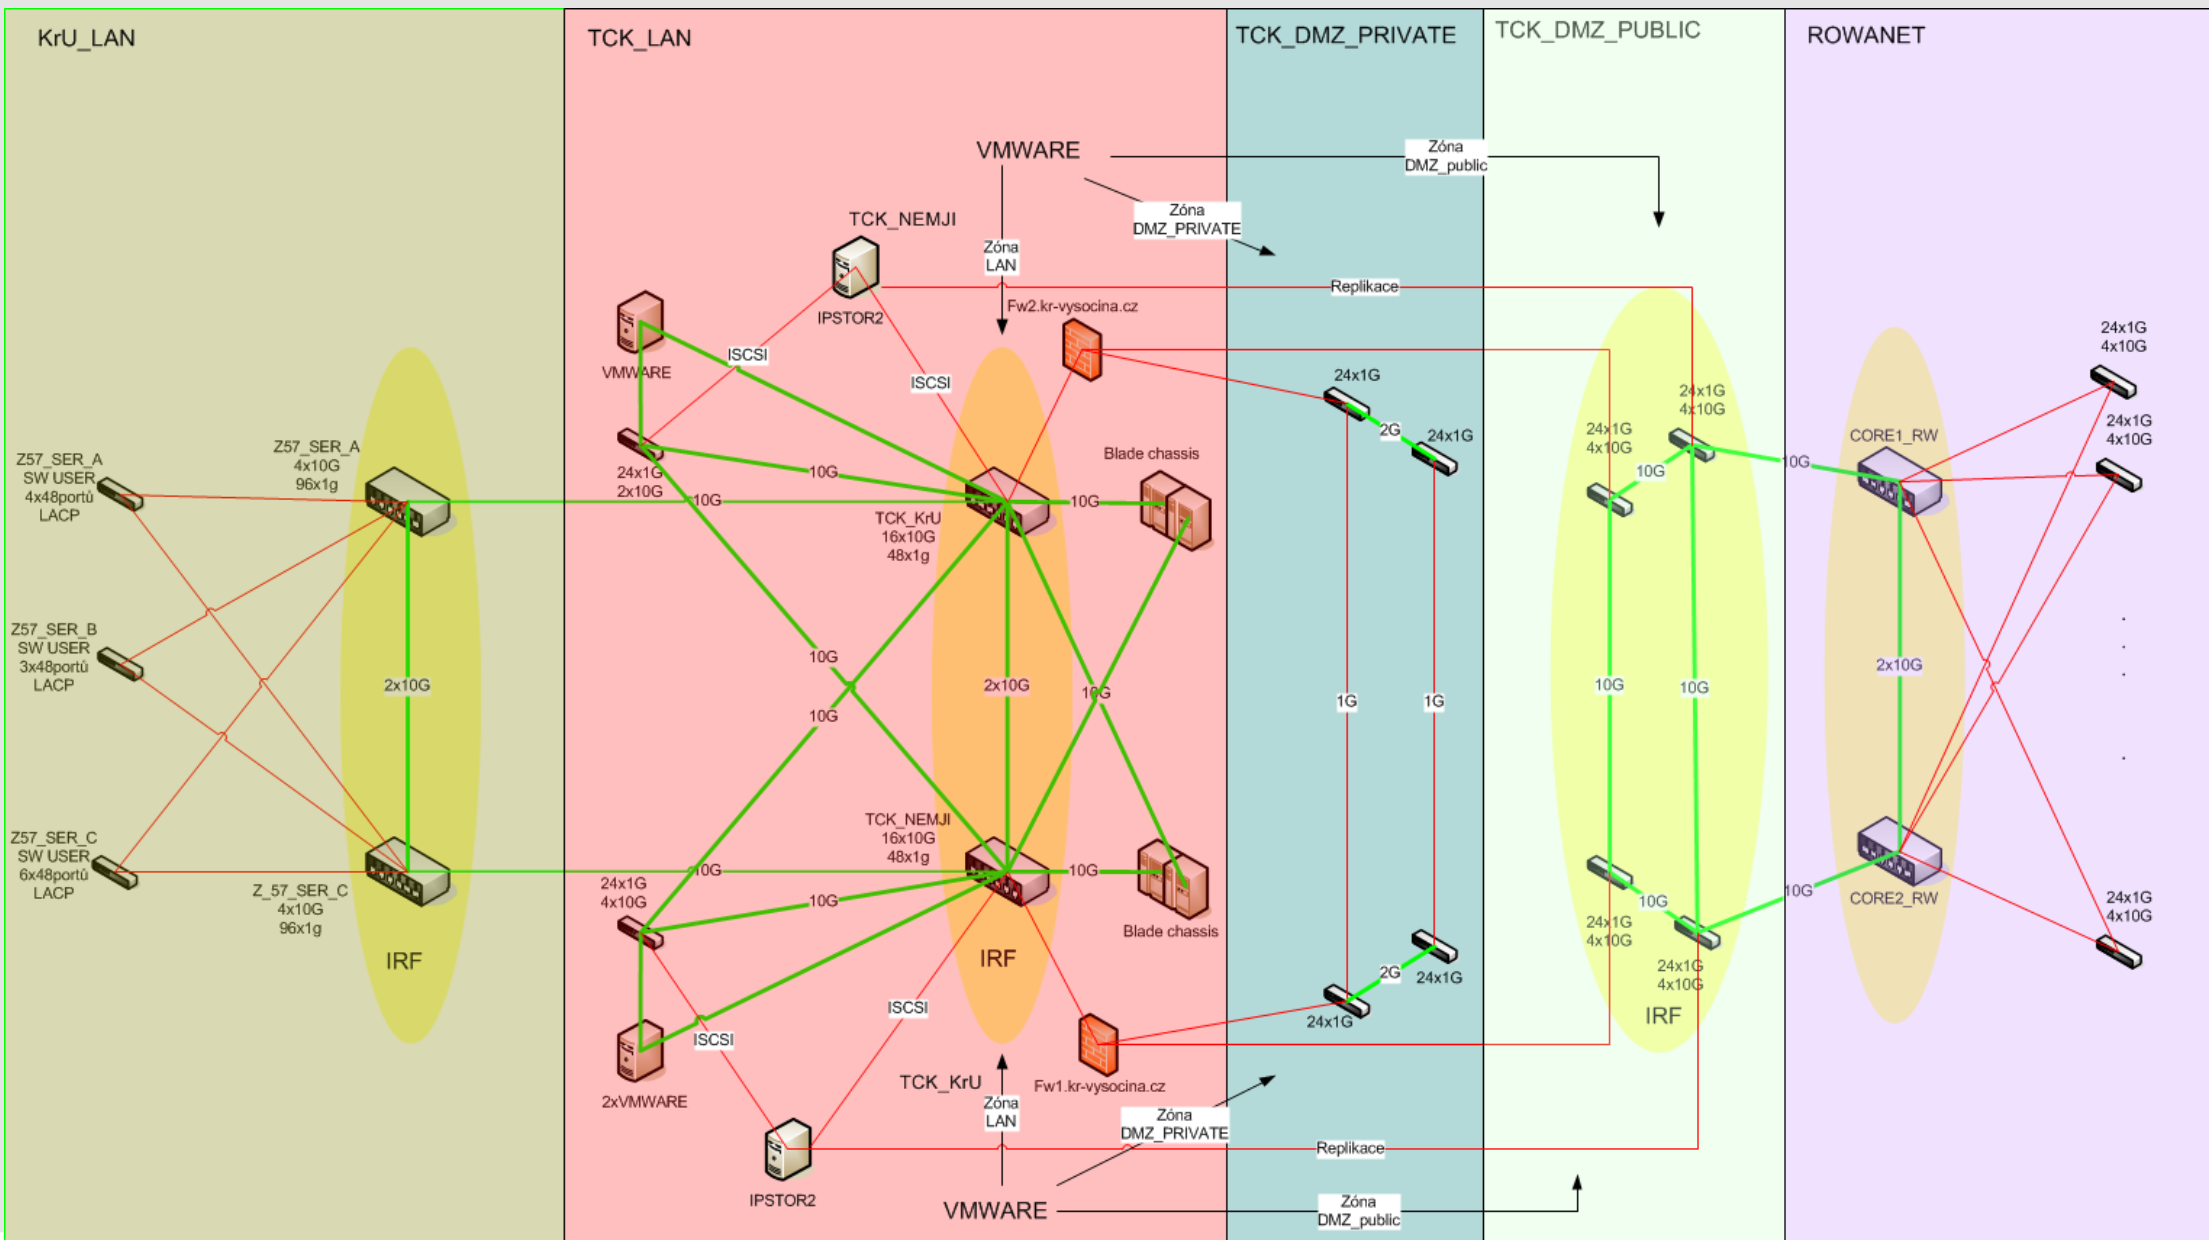 KrU_LAN
TCK_LAN
TCK_DMZ_PRIVATE
TCK_DMZ_PUBLIC
ROWANET
VMWARE
Zóna
DMZ_public
Zóna
DMZ_PRIVATE
Zóna
LAN
TCK_NEMJI
IPSTOR2
Replikace
Fw2.kr-vysocina.cz
VMWARE
ISCSI
ISCSI
24x1G
2x10G
10G
10G
10G
Blade chassis
TCK_KrU
16x10G
48x1g
Z57_SER_A
SW USER
4x48portů
LACP
Z57_SER_A
4x10G
96x1g
Z57_SER_B
SW USER
3x48portů
LACP
2x10G
Z57_SER_C
SW USER
6x48portů
LACP
Z_57_SER_C
4x10G
96x1g
IRF
10G
10G
2x10G
10G
TCK_NEMJI
16x10G
48x1g
10G
10G
10G
24x1G
4x10G
Blade chassis
IRF
ISCSI
ISCSI
2xVMWARE
TCK_KrU
Fw1.kr-vysocina.cz
Zóna
LAN
Zóna
DMZ_PRIVATE
IPSTOR2
Replikace
VMWARE
Zóna
DMZ_public
24x1G
2G
24x1G
1G
1G
2G
24x1G
24x1G
24x1G
4x10G
24x1G
4x10G
10G
10G
10G
10G
24x1G
4x10G
24x1G
4x10G
IRF
10G
10G
CORE1_RW
2x10G
CORE2_RW
24x1G
4x10G
24x1G
4x10G
24x1G
4x10G